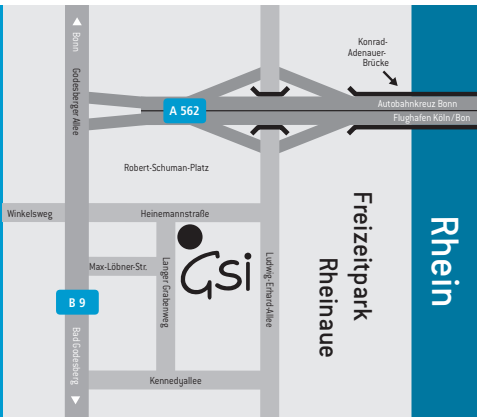 Bonn
Godesberger Allee
Konrad-
Adenauer-
Brücke
A 562
Autobahnkreuz Bonn
Flughafen Köln/Bon
Robert-Schuman-Platz
Winkelsweg
Heinemannstraße
Max-Löbner-Str.
Langer Grabenweg
Gsi
Ludwig-Erhard-Allee
Freizeitpark
Rheinaue
Rhein
B 9
Bad Godesberg
Kennedyallee